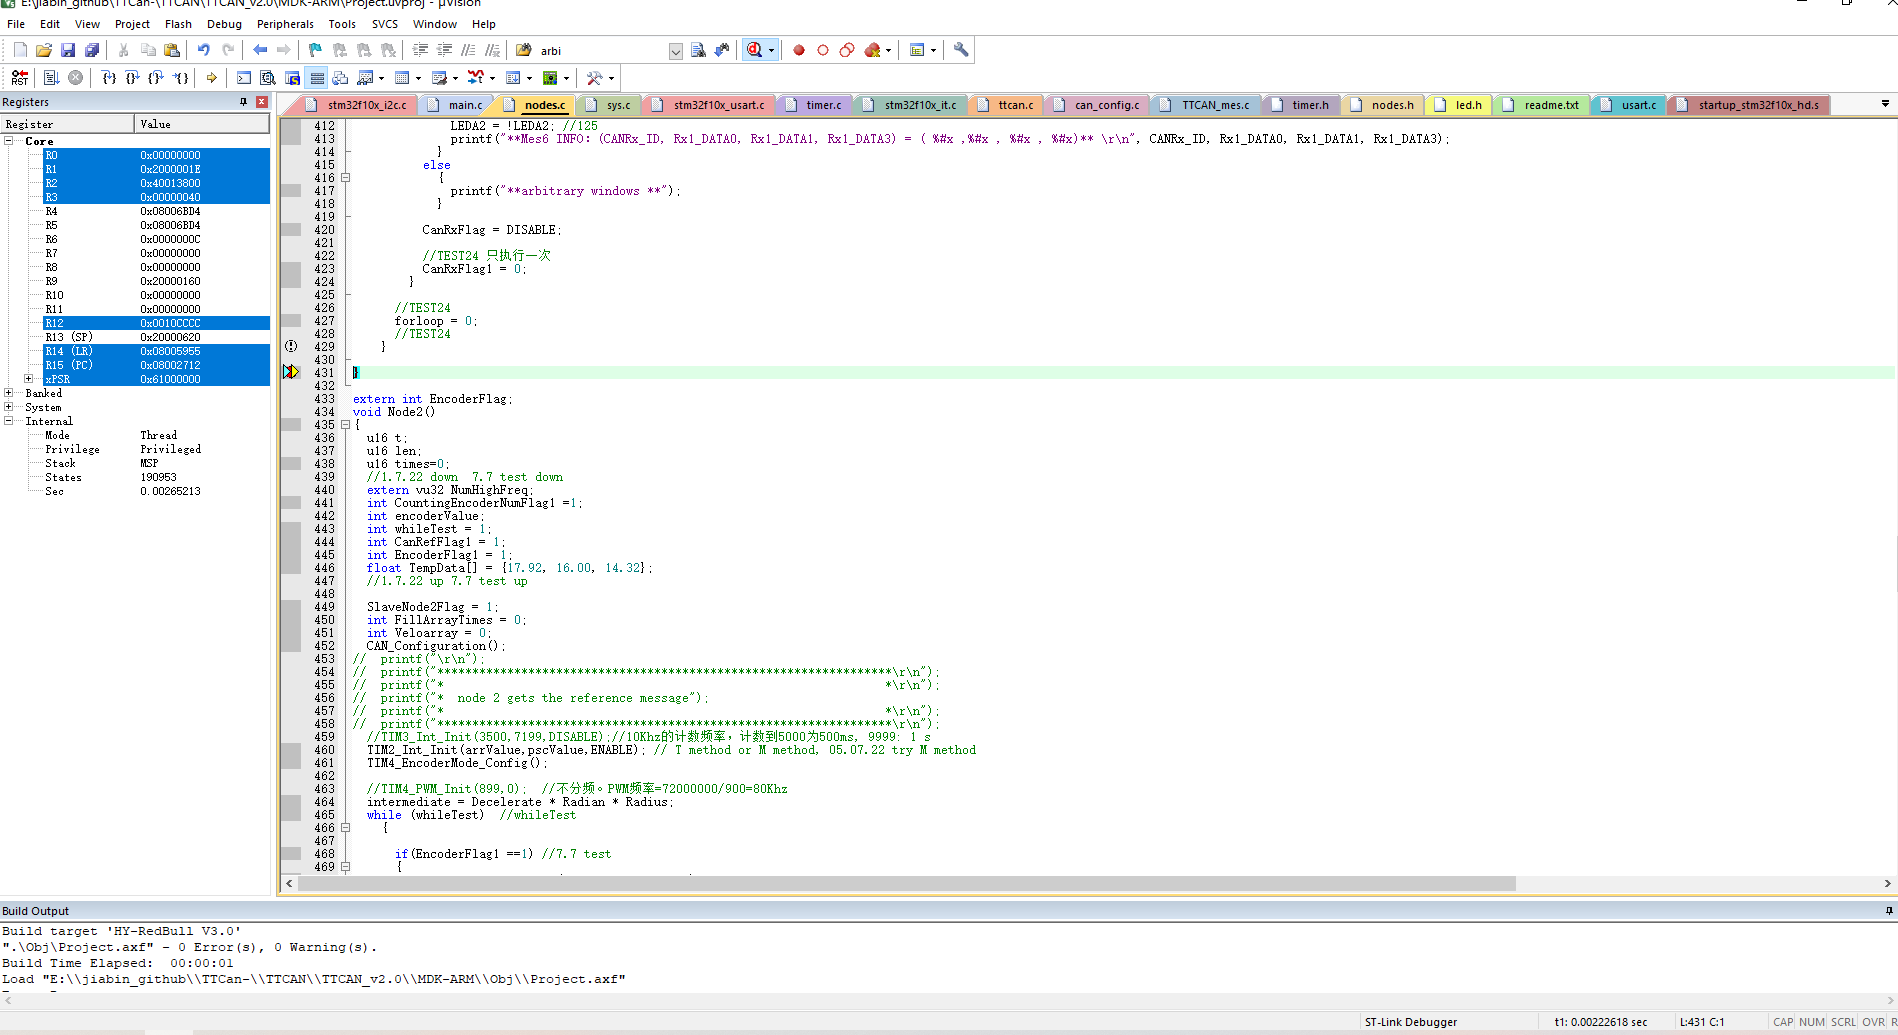 E:\jiabin_github\TTCan-\TTCAN\TTCAN_v2.0\MDK-ARM\Project.uvproj - µVision
File Edit View Project Flash Debug Peripherals Tools SVCS Window Help
arbi
RST
Registers
stm32f10x_i2c.c main.c nodes.c sys.c stm32f10x_usart.c timer.c stm32f10x_it.c ttcan.c can_config.c TTCAN_mes.c timer.h nodes.h led.h readme.txt usart.c startup_stm32f10x_hd.s
Register Value
Core
R0 0x00000000
R1 0x2000001E
R2 0x40013800
R3 0x00000040
R4 0x08006BD4
R5 0x08006BD4
R6 0x0000000C
R7 0x00000000
R8 0x00000000
R9 0x20000160
R10 0x00000000
R11 0x00000000
R12 0x0010CCCC
R13 (SP) 0x20000620
R14 (LR) 0x08005955
R15 (PC) 0x08002712
xPSR 0x61000000
Banked
System
Internal
Mode Thread
Privilege Privileged
Stack MSP
States 190953
Sec 0.00265213
412 LEDA2 = !LEDA2; //125
413 printf("**Mes6 INFO: (CANRx_ID, Rx1_DATA0, Rx1_DATA1, Rx1_DATA3) = ( %#x ,%#x , %#x , %#x)** \r\n", CANRx_ID, Rx1_DATA0, Rx1_DATA1, Rx1_DATA3);
414 }
415 else
416 {
417 printf("**arbitrary windows **");
418 }
419
420 CanRxFlag = DISABLE;
421
422 //TEST24 只执行一次
423 CanRxFlag1 = 0;
424 }
425
426 //TEST24
427 forloop = 0;
428 //TEST24
429 }
430
431 }
432
433 extern int EncoderFlag;
434 void Node2()
435 {
436 u16 t;
437 u16 len;
438 u16 times=0;
439 //1.7.22 down 7.7 test down
440 extern vu32 NumHighFreq;
441 int CountingEncoderNumFlag1 =1;
442 int encoderValue;
443 int whileTest = 1;
444 int CanRefFlag1 = 1;
445 int EncoderFlag1 = 1;
446 float TempData[] = {17.92, 16.00, 14.32};
447 //1.7.22 up 7.7 test up
448
449 SlaveNode2Flag = 1;
450 int FillArrayTimes = 0;
451 int Veloarray = 0;
452 CAN_Configuration();
453 // printf("\r\n");
454 // printf("*****************************************************************\r\n");
455 // printf("* *\r\n");
456 // printf("* node 2 gets the reference message");
457 // printf("* *\r\n");
458 // printf("*****************************************************************\r\n");
459 //TIM3_Int_Init(3500,7199,DISABLE);//10Khz的计数频率，计数到5000为500ms, 9999: 1 s
460 TIM2_Int_Init(arrValue,pscValue,ENABLE); // T method or M method, 05.07.22 try M method
461 TIM4_EncoderMode_Config();
462
463 //TIM4_PWM_Init(899,0); //不分频。PWM频率=72000000/900=80Khz
464 intermediate = Decelerate * Radian * Radius;
465 while (whileTest) //whileTest
466 {
467
468 if(EncoderFlag1 ==1) //7.7 test
469 {
Build Output
Build target 'HY-RedBull V3.0'
".\Obj\Project.axf" - 0 Error(s), 0 Warning(s).
Build Time Elapsed: 00:00:01
Load "E:\\jiabin_github\\TTCan-\\TTCAN\\TTCAN_v2.0\\MDK-ARM\\Obj\\Project.axf"
ST-Link Debugger t1: 0.00222618 sec L:431 C:1 CAP NUM SCRL OVR R